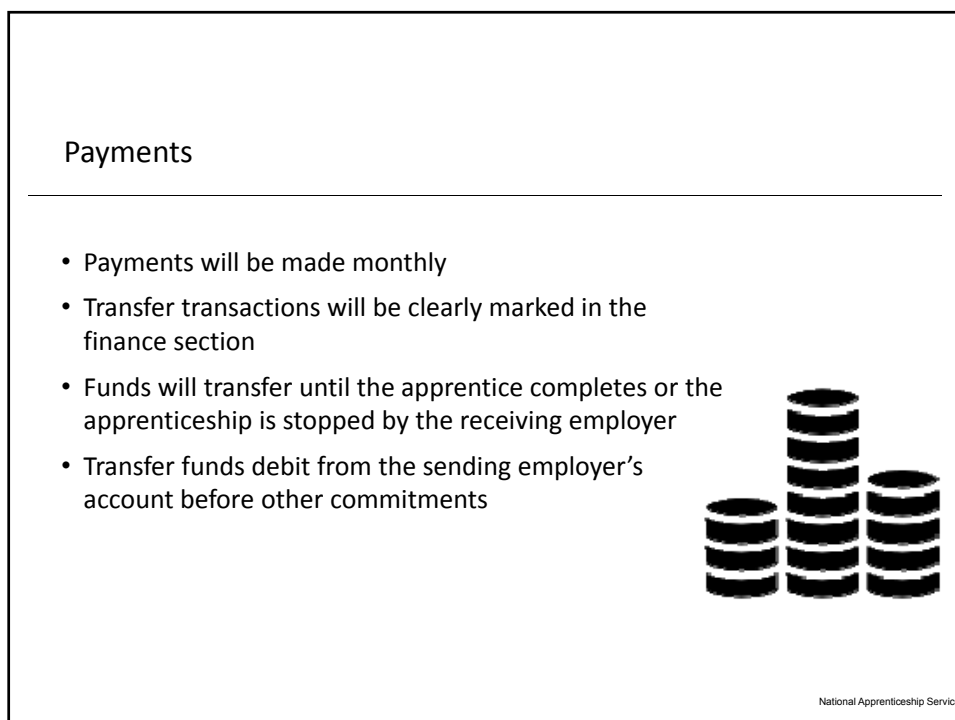 Payments
• Payments will be made monthly
• Transfer transactions will be clearly marked in the
finance section
• Funds will transfer until the apprentice completes or the
apprenticeship is stopped by the receiving employer
• Transfer funds debit from the sending employer’s
account before other commitments
National Apprenticeship Servic